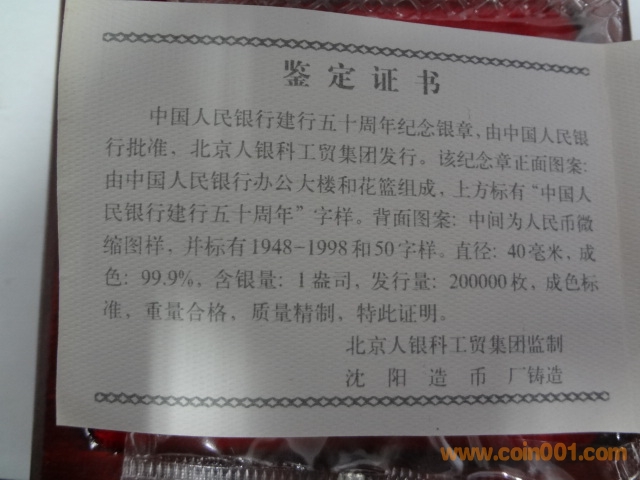 鉴定证书
中国人民银行建行五十周年纪念银章,由中国人民银
行批准，北京人银科工贸集团发行。该纪念章正面图案:
由中国人民银行办公大楼和花篮组成，上方标有“中国人
民银行建行五十周年”字样。背面图案: 中间为人民币微
缩图样，并标有1948-1998和50字样。直径: 40毫米，成
色: 99.9%，含银量: 1盎司，发行量: 200000枚，成色标
准，重量合格，质量精制，特此证明。
北京人银科工贸集团监制
沈阳造币厂铸造
www.coin001.com